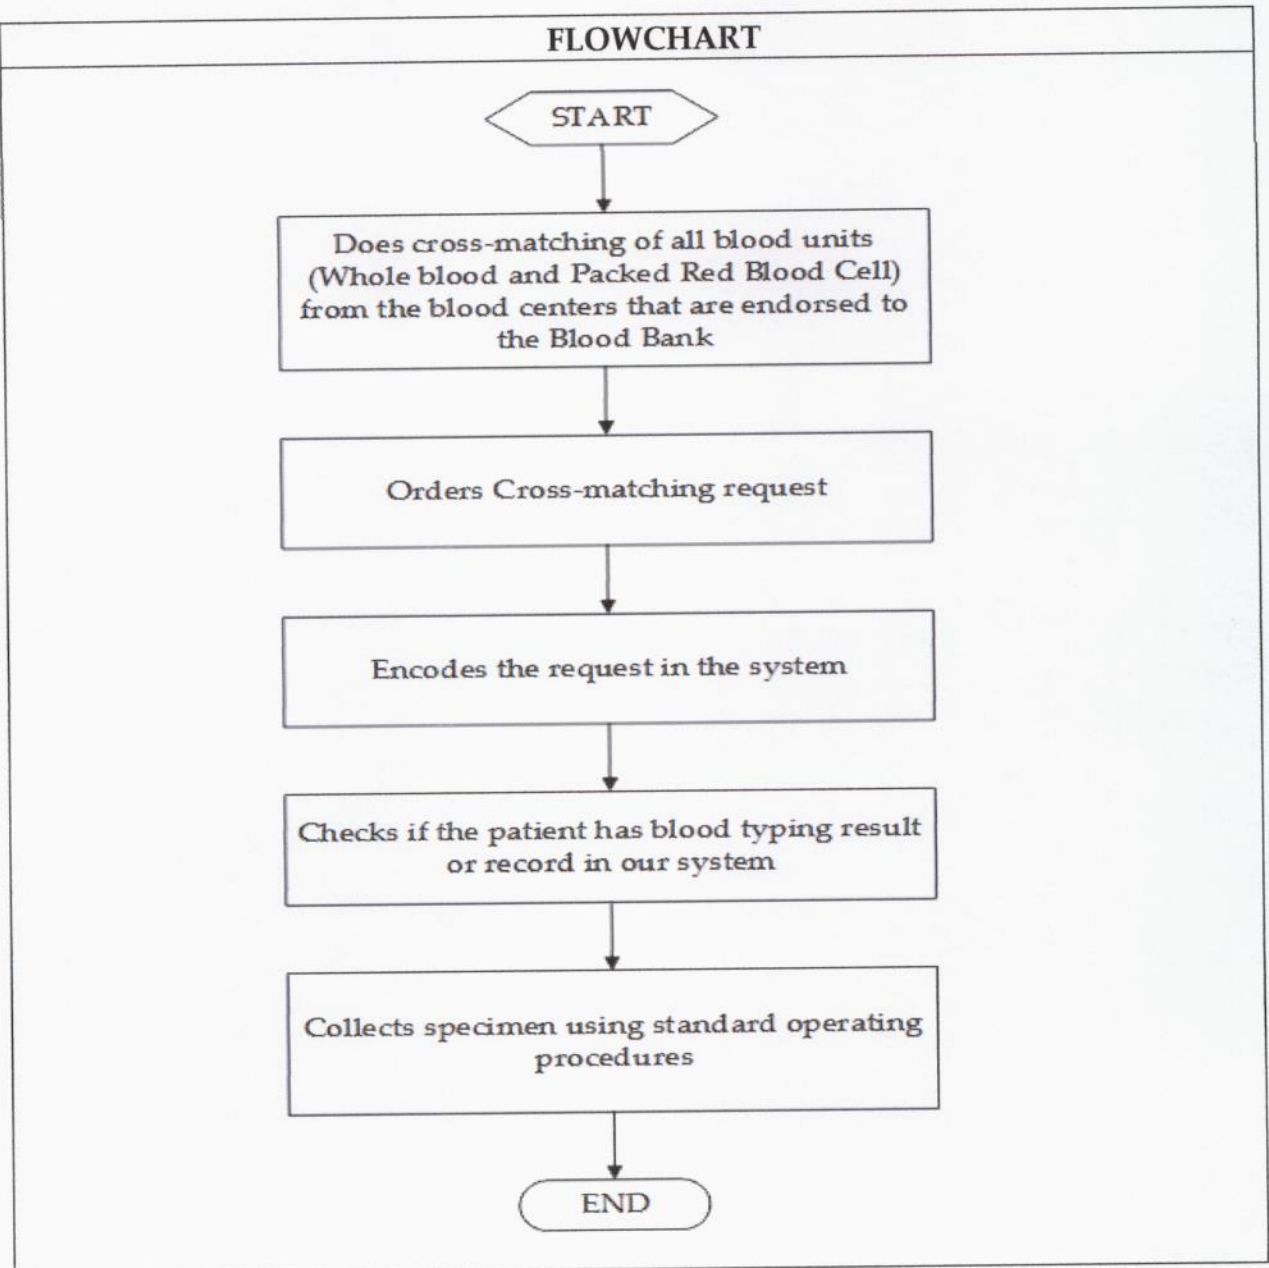 FLOWCHART
START
Does cross-matching of all blood units
(Whole blood and Packed Red Blood Cell)
from the blood centers that are endorsed to
the Blood Bank
Orders Cross-matching request
Encodes the request in the system
Checks if the patient has blood typing result
or record in our system
Collects specimen using standard operating
procedures
END